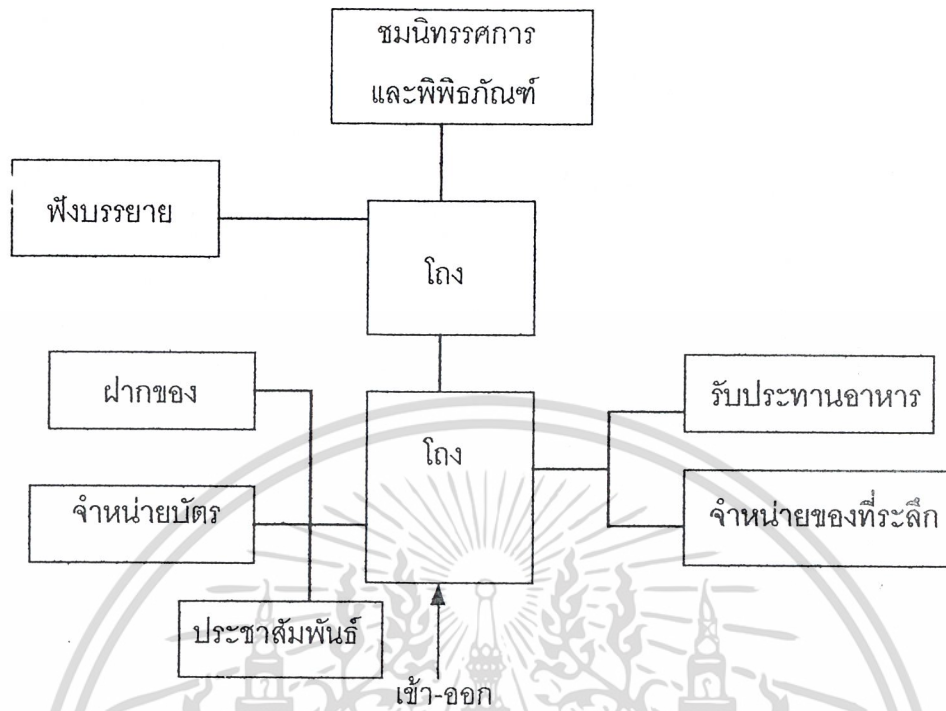 ชมนิทรรศการ
และพิพิธภัณฑ์
ฟังบรรยาย
โถง
ฝากของ
รับประทานอาหาร
โถง
จำหน่ายบัตร
จำหน่ายของที่ระลึก
ประชาสัมพันธ์
เข้า-ออก